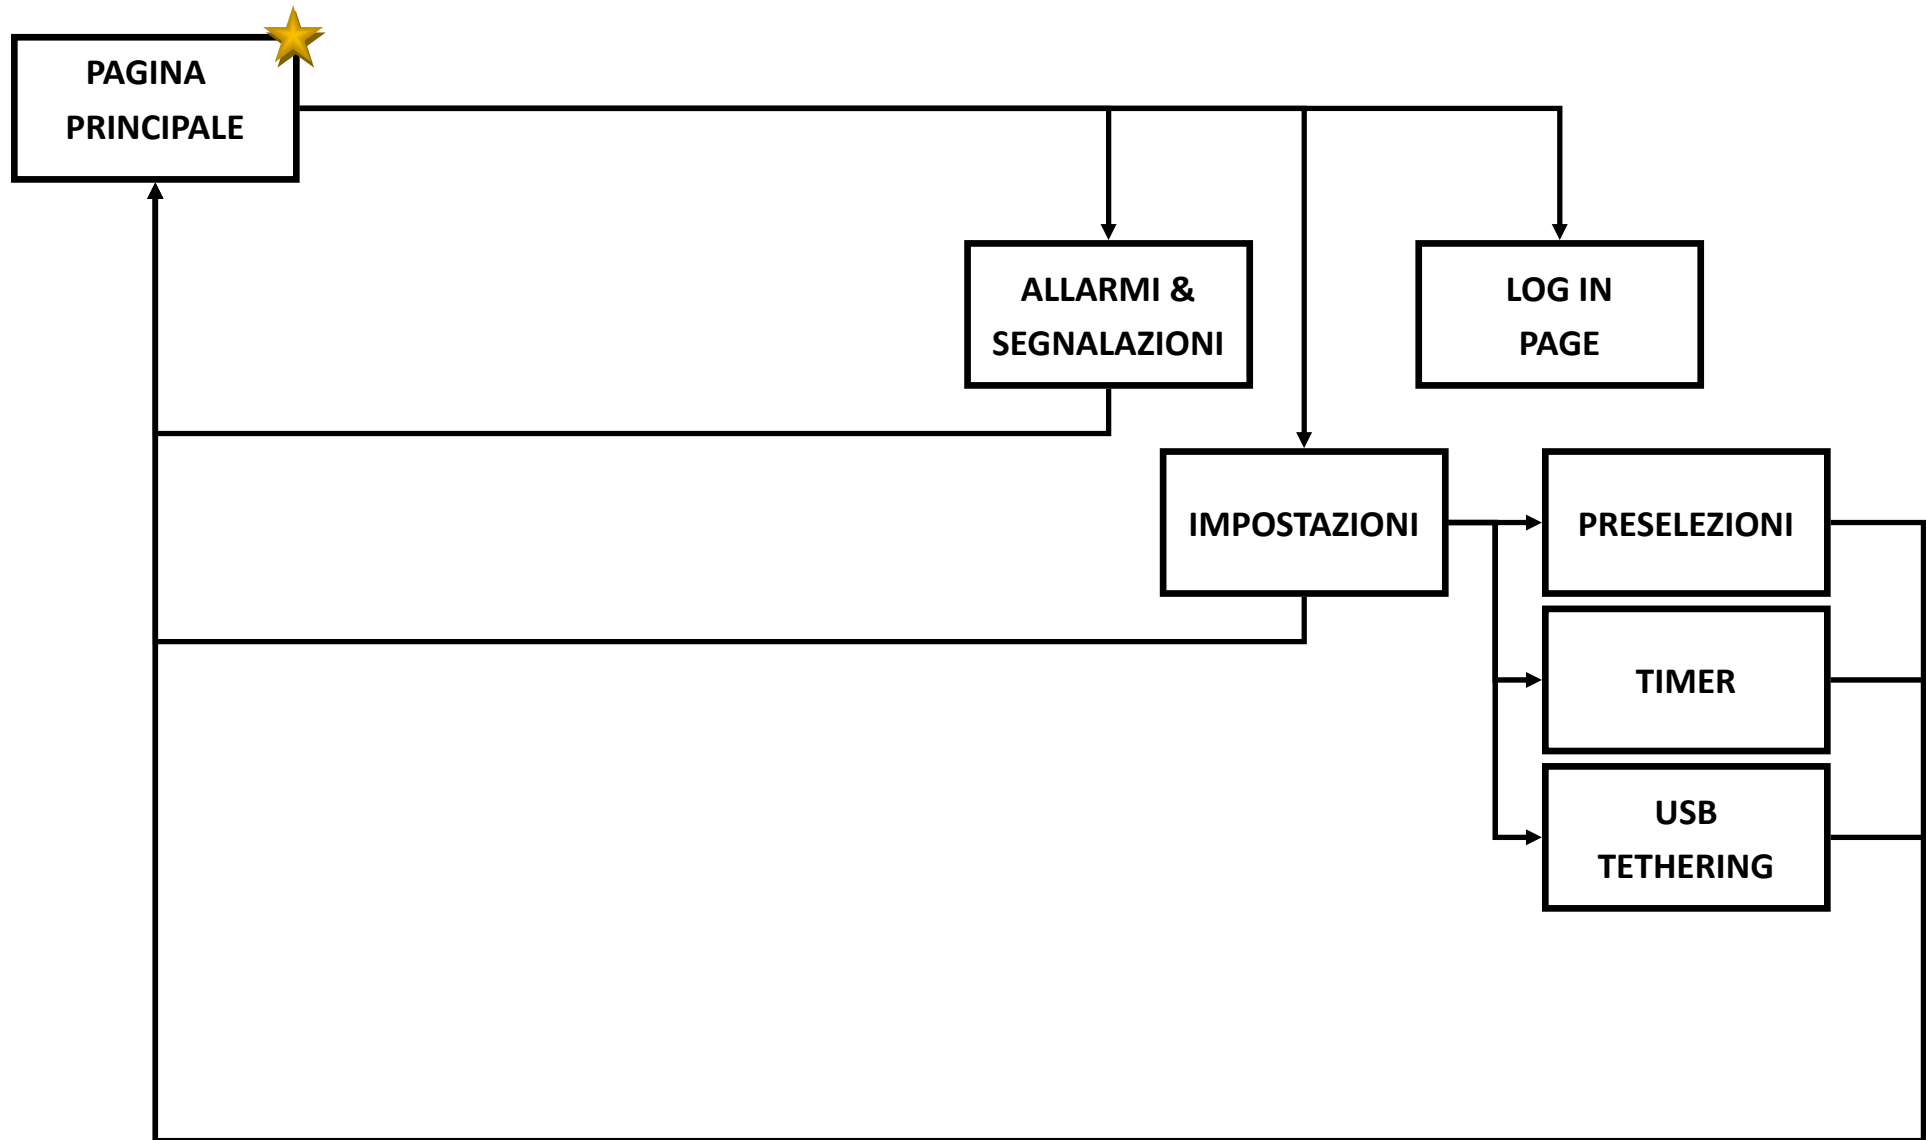 PAGINA
PRINCIPALE
ALLARMI &
SEGNALAZIONI
LOG IN
PAGE
IMPOSTAZIONI
PRESELEZIONI
TIMER
USB
TETHERING